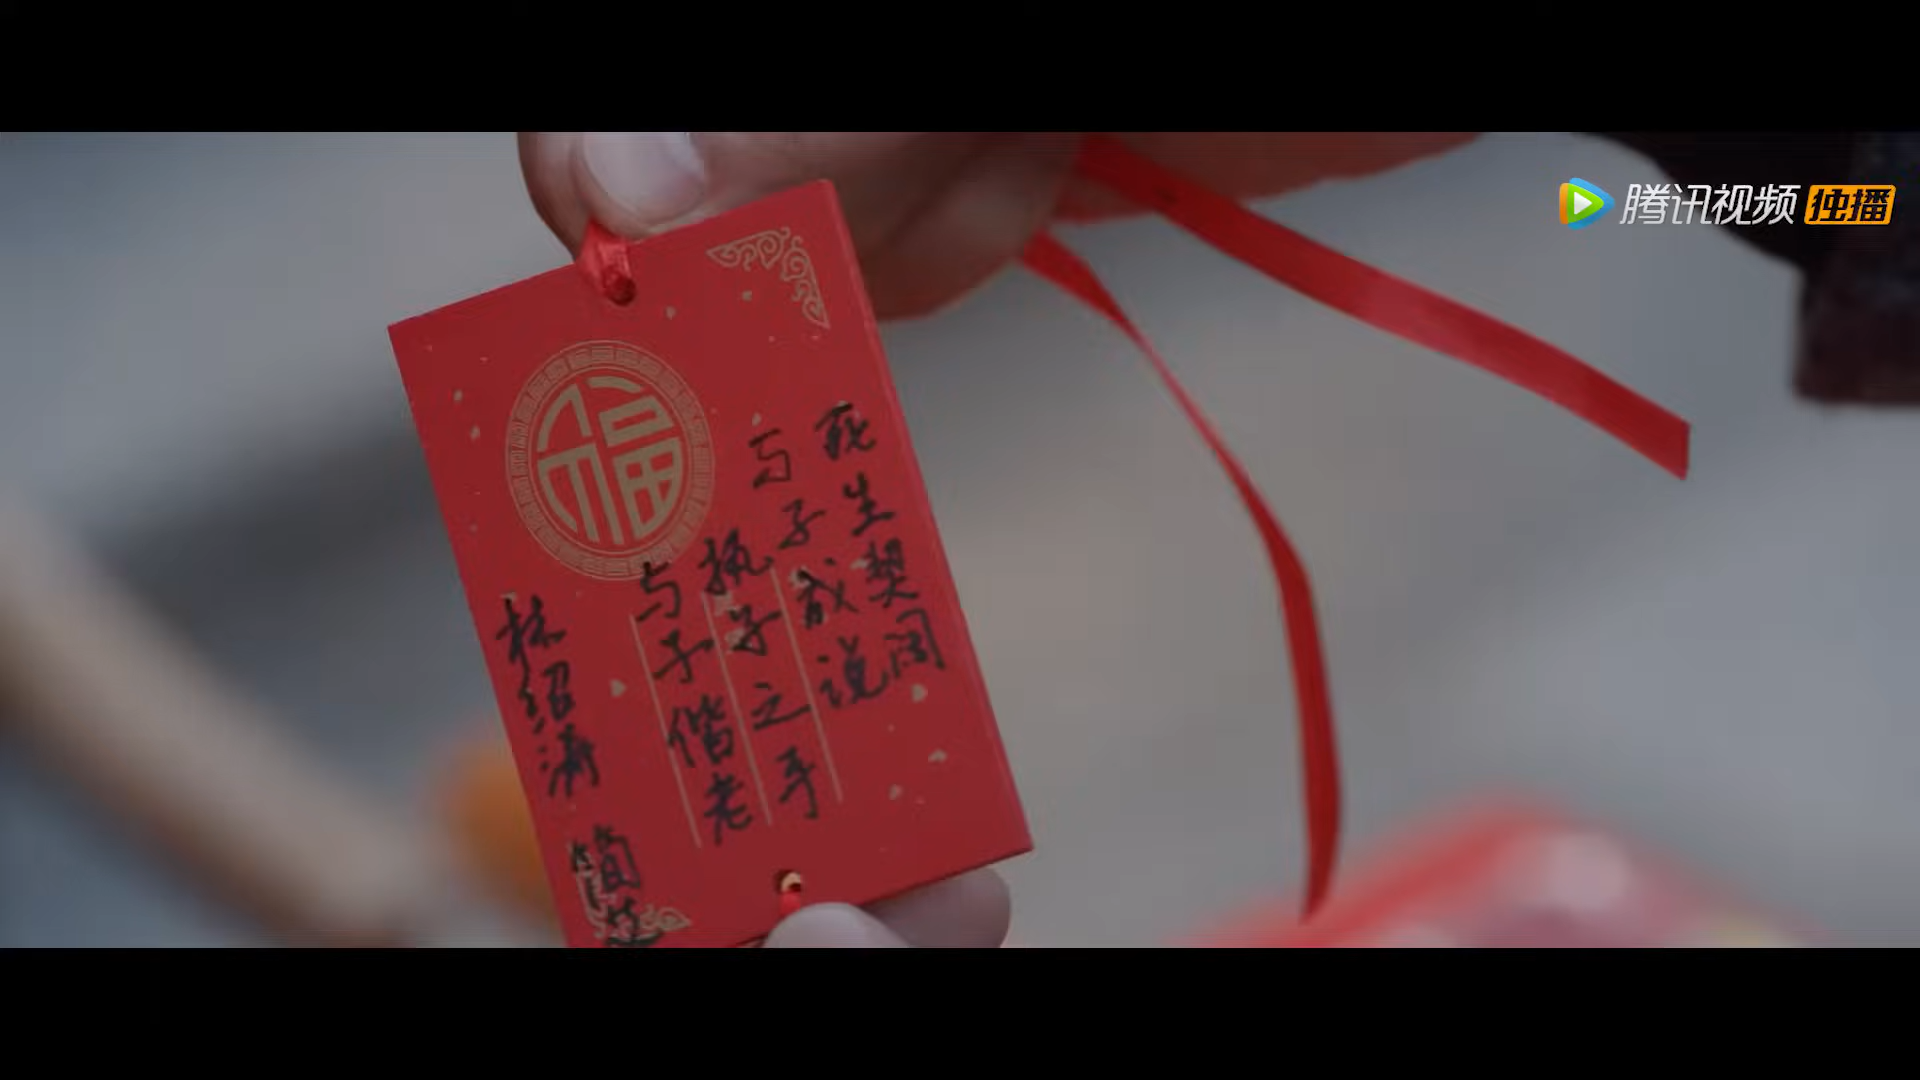 死生契阔
与子成说
执子之手
与子偕老
林绍涛 简
福
腾讯视频 独播